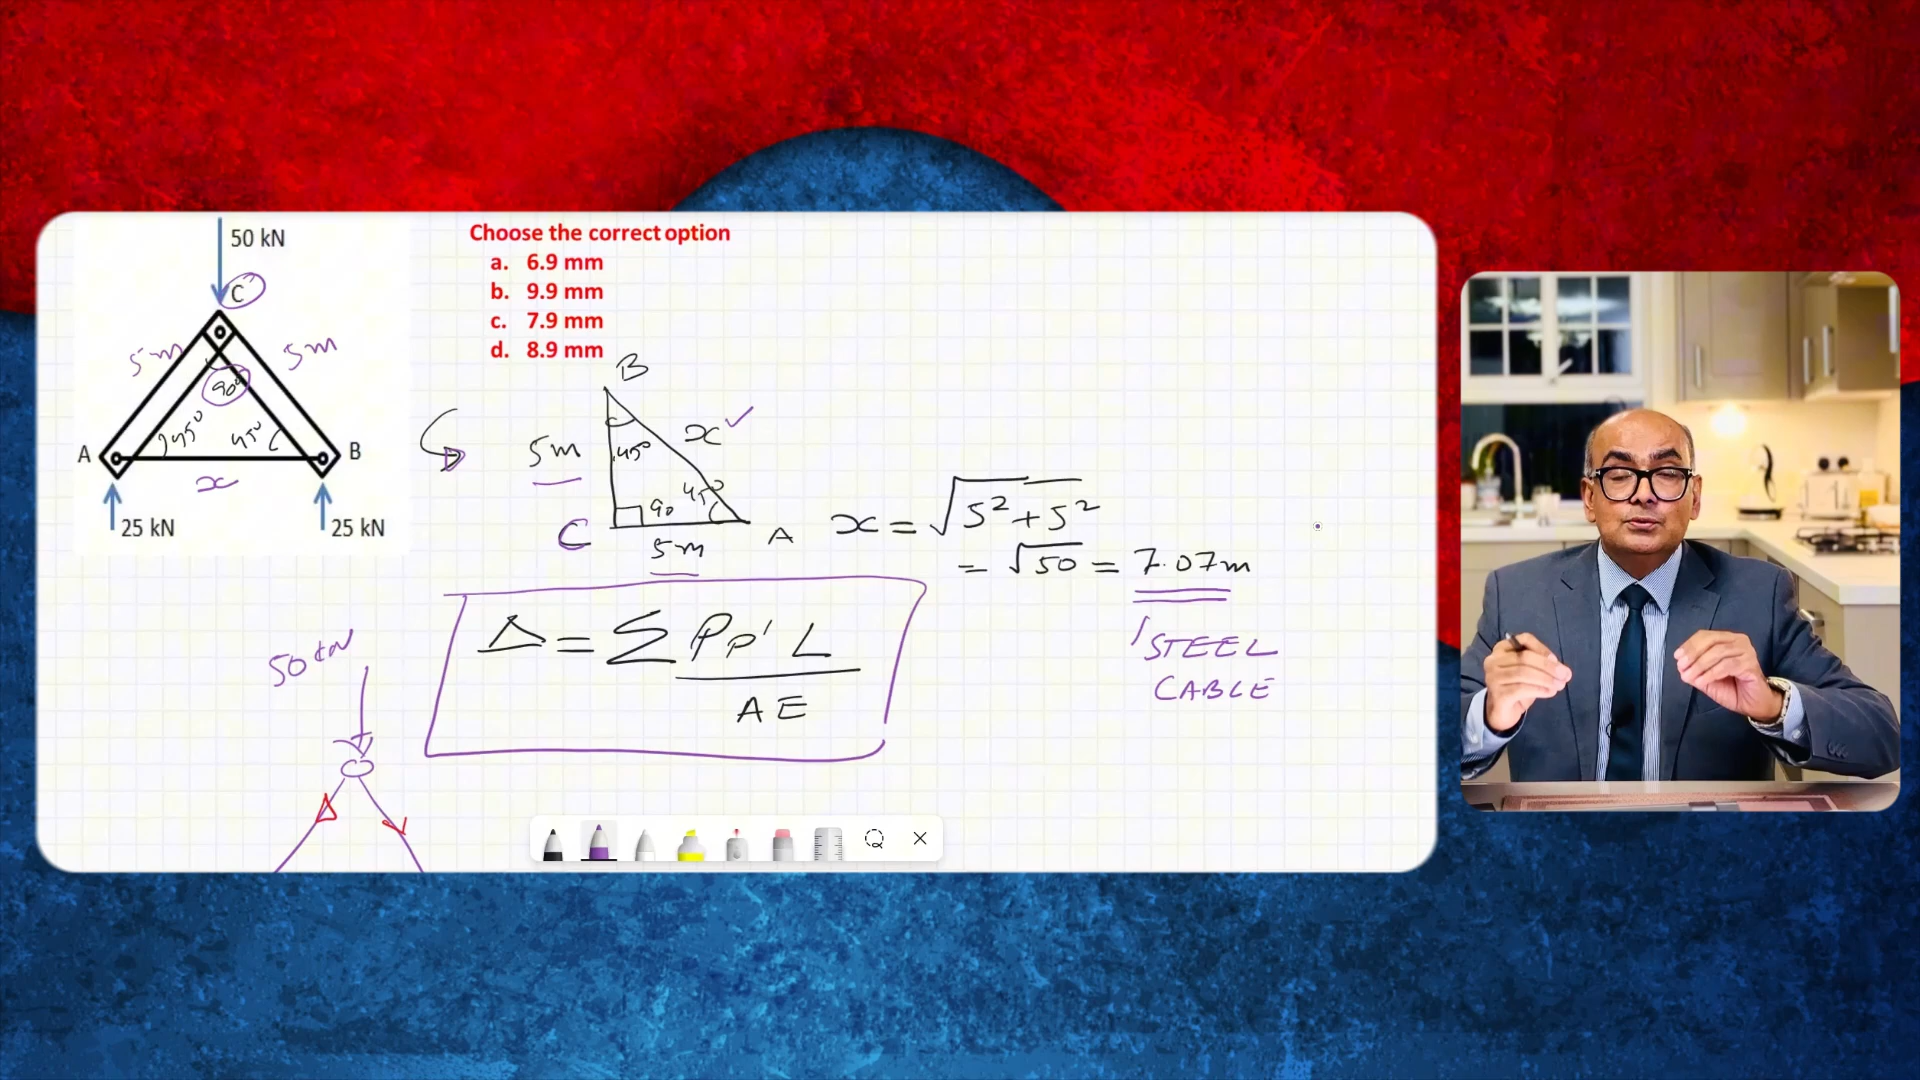 50 kN
C
5m
5m
90°
45°
45°
A
B
x
25 kN
25 kN
Choose the correct option
a. 6.9 mm
b. 9.9 mm
c. 7.9 mm
d. 8.9 mm
B
5m
45°
x ✓
90
45°
C
5m
A
x = √5²+5²
= √50 = 7.07m
STEEL
CABLE
Δ = Σ Pp' L
AE
50 kN